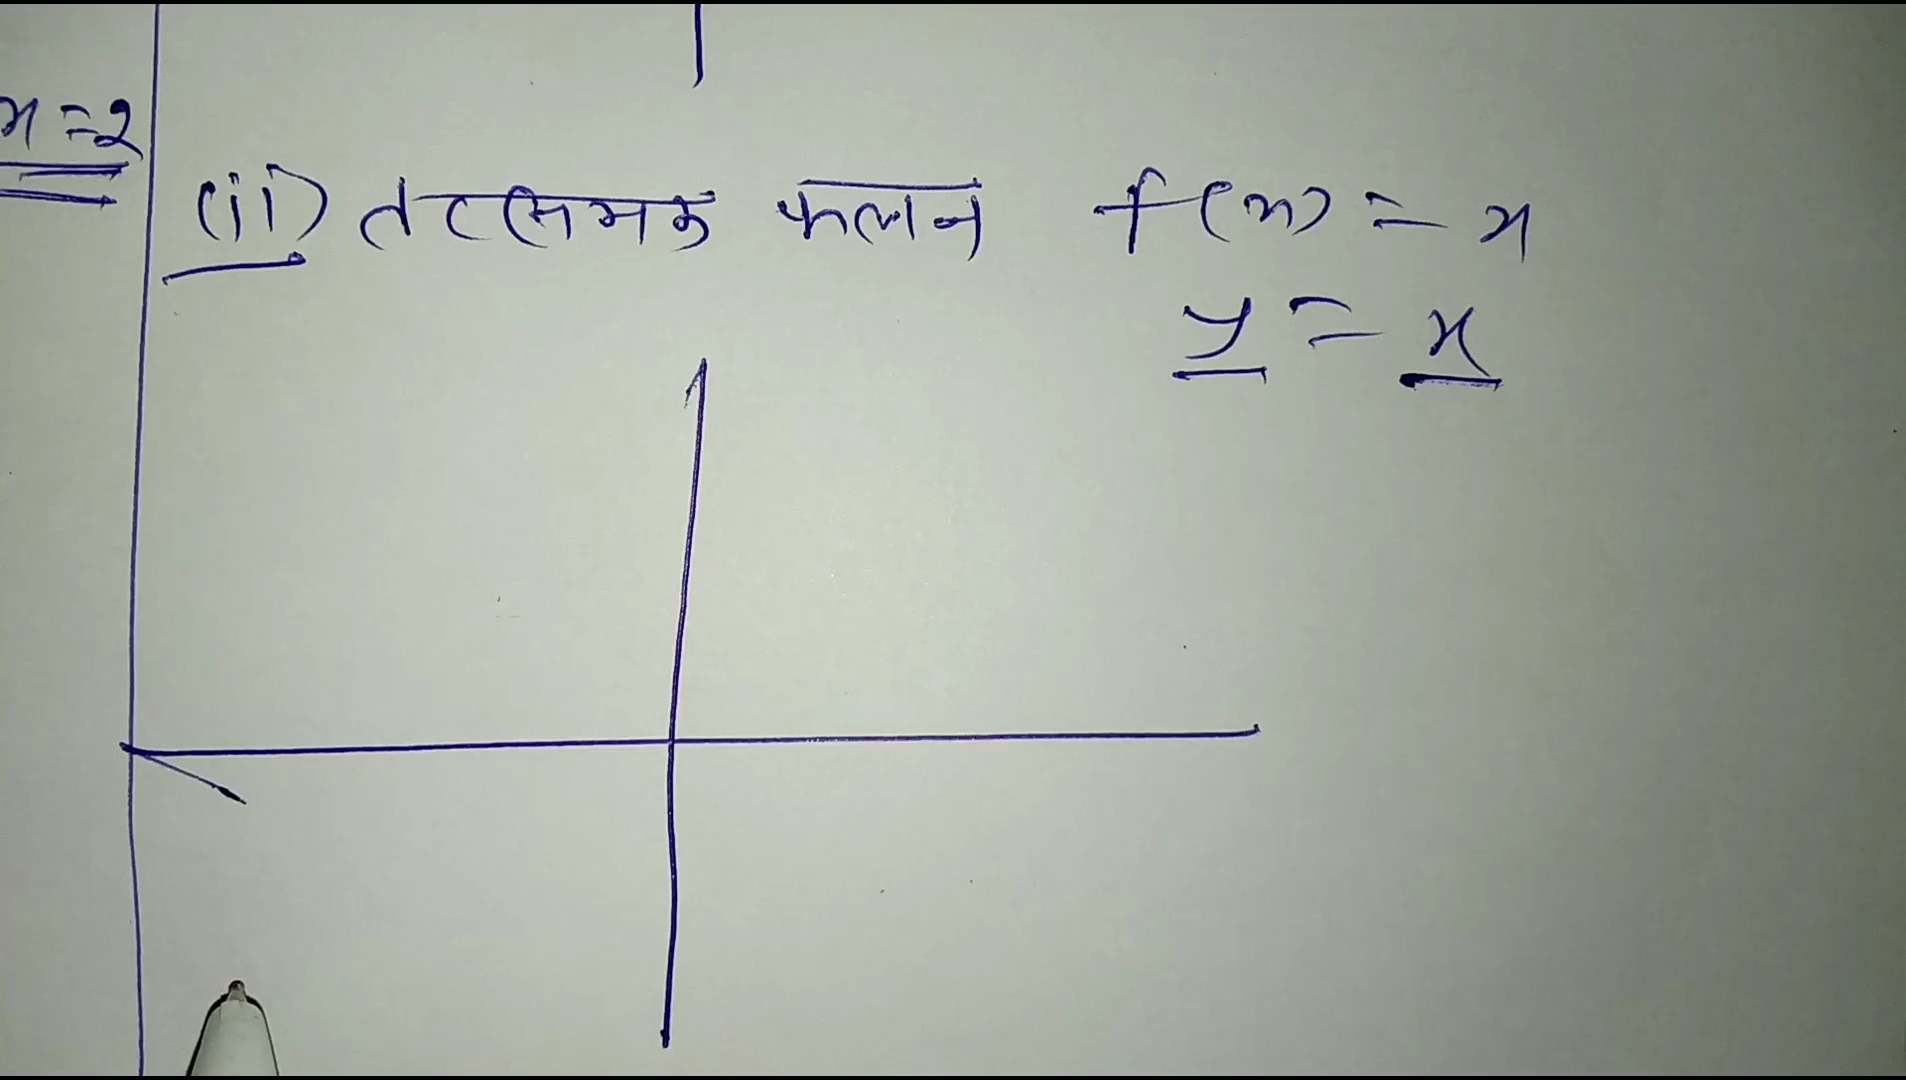 x = 2
(ii) तत्समक फलन f(x) = x
y = x